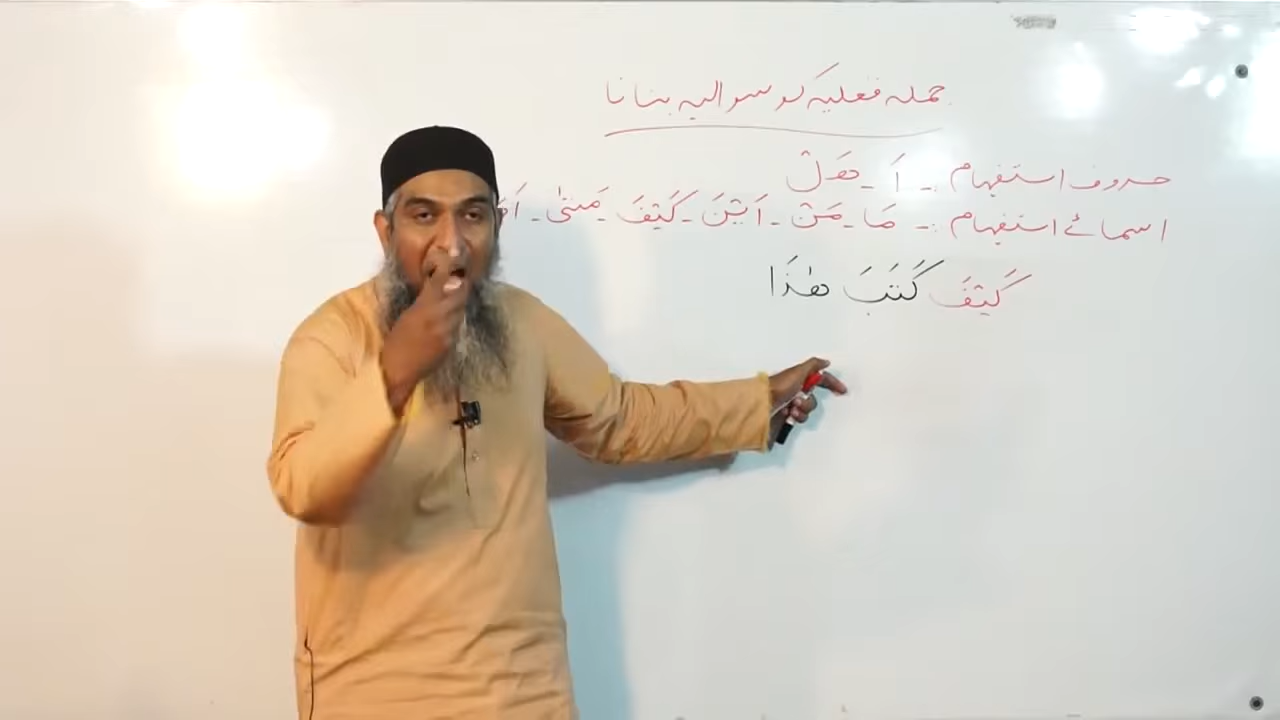 جملہ فعلیہ کو سوالیہ بنانا
حروف استفہام :- أَ - هَلْ
اسمائے استفہام :- مَا - مَنْ - اَيْنَ - كَيْفَ - مَتٰى -
كَيْفَ كَتَبَ هٰذَا